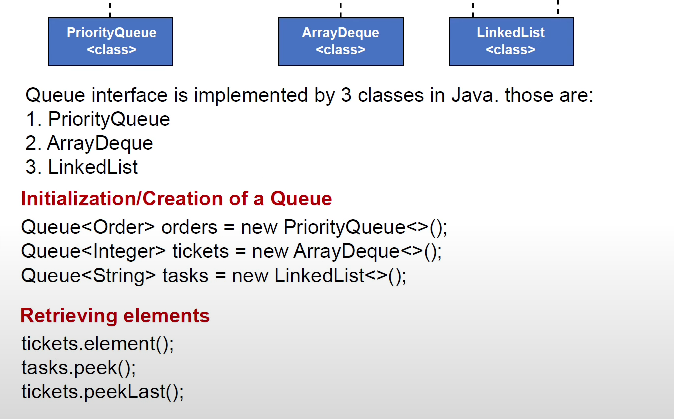 PriorityQueue
<class>
ArrayDeque
<class>
LinkedList
<class>
Queue interface is implemented by 3 classes in Java. those are:
1. PriorityQueue
2. ArrayDeque
3. LinkedList
Initialization/Creation of a Queue
Queue<Order> orders = new PriorityQueue<>();
Queue<Integer> tickets = new ArrayDeque<>();
Queue<String> tasks = new LinkedList<>();
Retrieving elements
tickets.element();
tasks.peek();
tickets.peekLast();